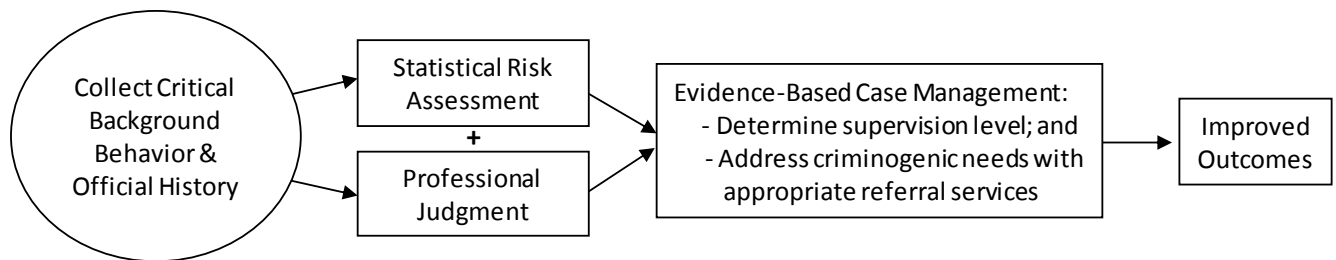 Collect Critical
Background
Behavior &
Official History
Statistical Risk
Assessment
+
Professional
Judgment
Evidence-Based Case Management:
- Determine supervision level; and
- Address criminogenic needs with
appropriate referral services
Improved
Outcomes